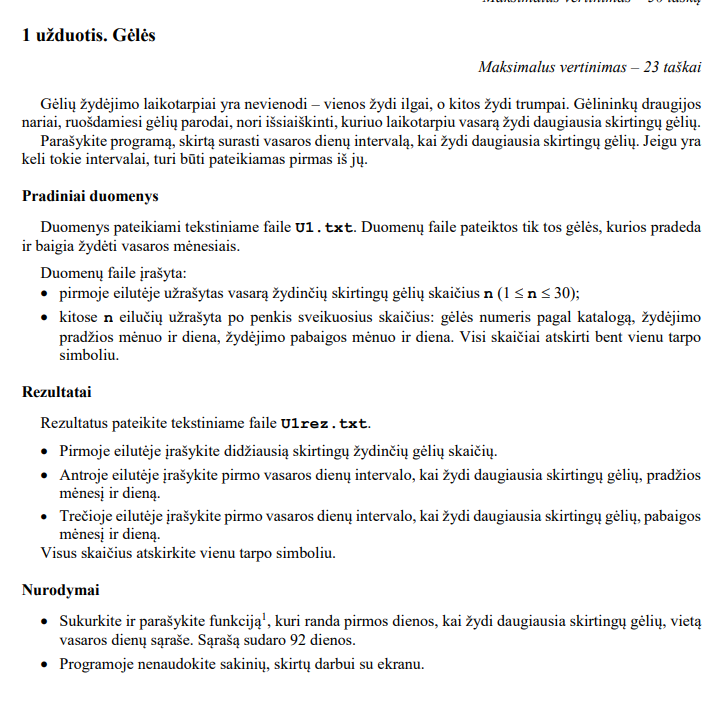 1 užduotis. Gėlės
Maksimalus vertinimas – 23 taškai
Gėlių žydėjimo laikotarpiai yra nevienodi – vienos žydi ilgai, o kitos žydi trumpai. Gėlininkų draugijos
nariai, ruošdamiesi gėlių parodai, nori išsiaiškinti, kuriuo laikotarpiu vasarą žydi daugiausia skirtingų gėlių.
Parašykite programą, skirtą surasti vasaros dienų intervalą, kai žydi daugiausia skirtingų gėlių. Jeigu yra
keli tokie intervalai, turi būti pateikiamas pirmas iš jų.
Pradiniai duomenys
Duomenys pateikiami tekstiniame faile U1.txt. Duomenų faile pateiktos tik tos gėlės, kurios pradeda
ir baigia žydėti vasaros mėnesiais.
Duomenų faile įrašyta:
• pirmoje eilutėje užrašytas vasarą žydinčių skirtingų gėlių skaičius n (1 ≤ n ≤ 30);
• kitose n eilučių užrašyta po penkis sveikuosius skaičius: gėlės numeris pagal katalogą, žydėjimo
pradžios mėnuo ir diena, žydėjimo pabaigos mėnuo ir diena. Visi skaičiai atskirti bent vienu tarpo
simboliu.
Rezultatai
Rezultatus pateikite tekstiniame faile U1rez.txt.
• Pirmoje eilutėje įrašykite didžiausią skirtingų žydinčių gėlių skaičių.
• Antroje eilutėje įrašykite pirmo vasaros dienų intervalo, kai žydi daugiausia skirtingų gėlių, pradžios
mėnesį ir dieną.
• Trečioje eilutėje įrašykite pirmo vasaros dienų intervalo, kai žydi daugiausia skirtingų gėlių, pabaigos
mėnesį ir dieną.
Visus skaičius atskirkite vienu tarpo simboliu.
Nurodymai
• Sukurkite ir parašykite funkciją¹, kuri randa pirmos dienos, kai žydi daugiausia skirtingų gėlių, vietą
vasaros dienų sąraše. Sąrašą sudaro 92 dienos.
• Programoje nenaudokite sakinių, skirtų darbui su ekranu.